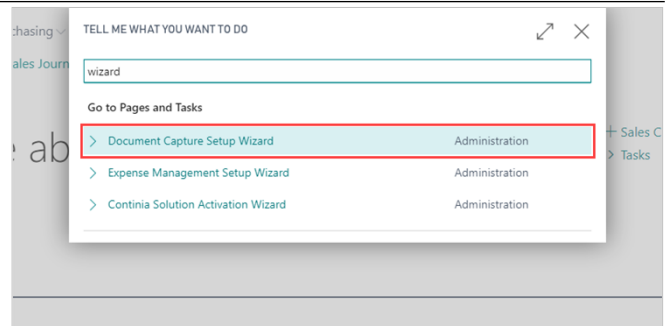 chasing
TELL ME WHAT YOU WANT TO DO
ales Journ
wizard
Go to Pages and Tasks
Document Capture Setup Wizard Administration
+ Sales C
ab
> Tasks
Expense Management Setup Wizard Administration
Continia Solution Activation Wizard Administration